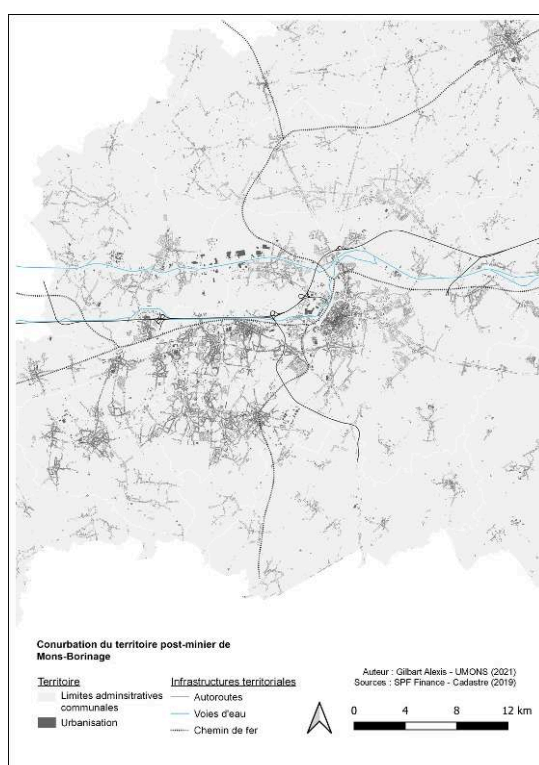 Conurbation du territoire post-minier de
Mons-Borinage
Territoire
Limites adminsitratives
communales
Urbanisation
Infrastructures territoriales
Autoroutes
Voies d'eau
Chemin de fer
Auteur : Gilbart Alexis - UMONS (2021)
Sources : SPF Finance - Cadastre (2019)
0 4 8 12 km